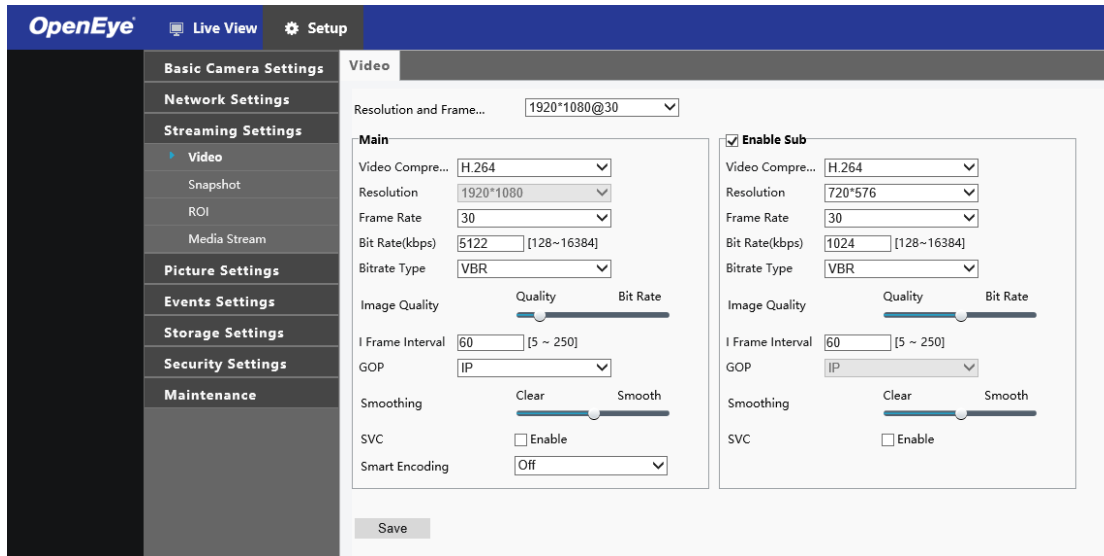 OpenEye Live View Setup
Basic Camera Settings
Network Settings
Streaming Settings
Video
Snapshot
ROI
Media Stream
Picture Settings
Events Settings
Storage Settings
Security Settings
Maintenance
Video
Resolution and Frame... 1920*1080@30
Main
Video Compre... H.264
Resolution 1920*1080
Frame Rate 30
Bit Rate(kbps) 5122 [128~16384]
Bitrate Type VBR
Quality Bit Rate
Image Quality
I Frame Interval 60 [5 ~ 250]
GOP IP
Clear Smooth
Smoothing
SVC Enable
Smart Encoding Off
Enable Sub
Video Compre... H.264
Resolution 720*576
Frame Rate 30
Bit Rate(kbps) 1024 [128~16384]
Bitrate Type VBR
Quality Bit Rate
Image Quality
I Frame Interval 60 [5 ~ 250]
GOP IP
Clear Smooth
Smoothing
SVC Enable
Save